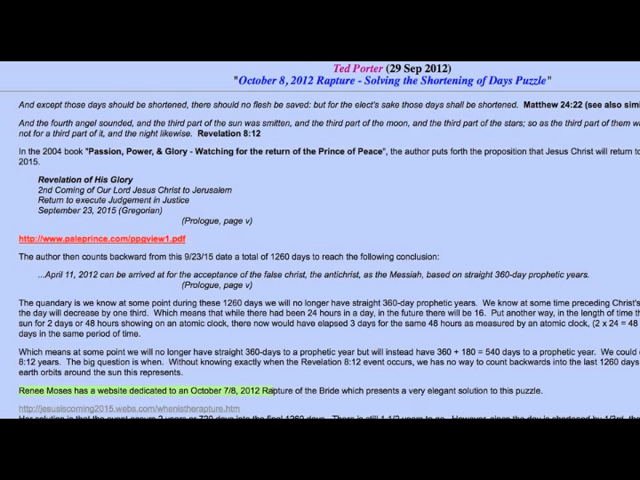 Ted Porter (29 Sep 2012)
"October 8, 2012 Rapture - Solving the Shortening of Days Puzzle"
And except those days should be shortened, there should no flesh be saved: but for the elect's sake those days shall be shortened. Matthew 24:22 (see also simi
And the fourth angel sounded, and the third part of the sun was smitten, and the third part of the moon, and the third part of the stars; so as the third part of them w
not for a third part of it, and the night likewise. Revelation 8:12
In the 2004 book "Passion, Power, & Glory - Watching for the return of the Prince of Peace", the author puts forth the proposition that Jesus Christ will return to
2015.
Revelation of His Glory
2nd Coming of Our Lord Jesus Christ to Jerusalem
Return to execute Judgement in Justice
September 23, 2015 (Gregorian)
(Prologue, page v)
http://www.paleprince.com/ppgview1.pdf
The author then counts backward from this 9/23/15 date a total of 1260 days to reach the following conclusion:
...April 11, 2012 can be arrived at for the acceptance of the false christ, the antichrist, as the Messiah, based on straight 360-day prophetic years.
(Prologue, page v)
The quandary is we know at some point during these 1260 days we will no longer have straight 360-day prophetic years. We know at some time preceding Christ's
the day will decrease by one third. Which means that while there had been 24 hours in a day, in the future there will be 16. Put another way, in the length of time th
sun for 2 days or 48 hours showing on an atomic clock, there now would have elapsed 3 days for the same 48 hours as measured by an atomic clock, (2 x 24 = 48
days in the same period of time.
Which means at some point we will no longer have straight 360-days to a prophetic year but will instead have 360 + 180 = 540 days to a prophetic year. We could
8/12 years. The big question is when. Without knowing exactly when the Revelation 8:12 event occurs, we has no way to count backwards into the last 1260 days
earth orbits around the sun this represents.
Renee Moses has a website dedicated to an October 7/8, 2012 Rapture of the Bride which presents a very elegant solution to this puzzle.
http://jesusiscoming2015.webs.com/whenistherapture.htm